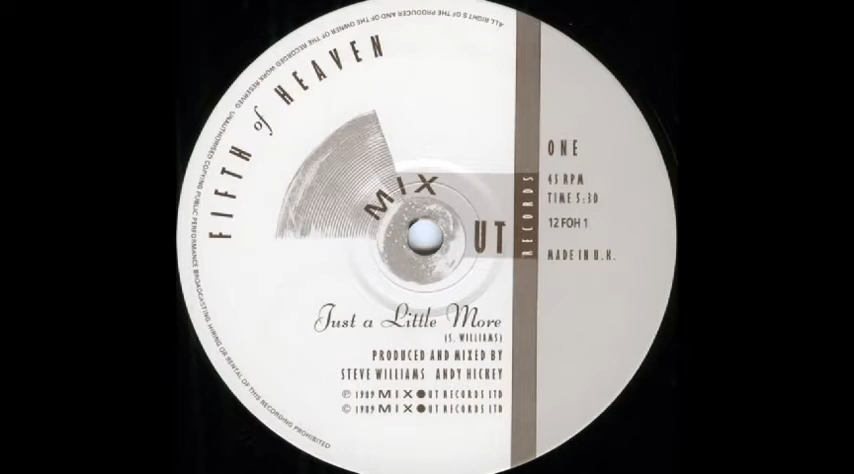 ALL RIGHTS OF THE PRODUCER AND OF THE OWNER OF THE RECORDED WORK RESERVED. UNAUTHORISED COPYING PUBLIC PERFORMANCE BROADCASTING HIRING OR RENTAL OF THIS RECORDING PROHIBITED
FIFTH of HEAVEN
MIX
UT
RECORDS
ONE
45 RPM
TIME 5:30
12 FOH 1
MADE IN U.K.
Just a Little More
(S. WILLIAMS)
PRODUCED AND MIXED BY
STEVE WILLIAMS ANDY HICKEY
℗ 1989 MIX●UT RECORDS LTD
© 1989 MIX●UT RECORDS LTD